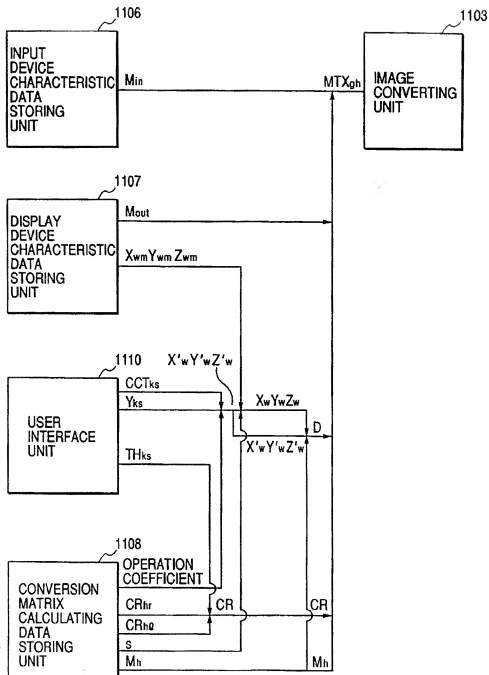 1106
INPUT
DEVICE
CHARACTERISTIC
DATA
STORING
UNIT
Min
MTXgh
1103
IMAGE
CONVERTING
UNIT
1107
DISPLAY
DEVICE
CHARACTERISTIC
DATA
STORING
UNIT
Mout
XwmYwmZwm
1110
USER
INTERFACE
UNIT
CCTks
Yks
THks
X'wY'wZ'w
XwYwZw
D
X'wY'wZ'w
1108
CONVERSION
MATRIX
CALCULATING
DATA
STORING
UNIT
OPERATION
COEFFICIENT
CRhr
CR
CR
CRhℓ
S
Mh
Mh